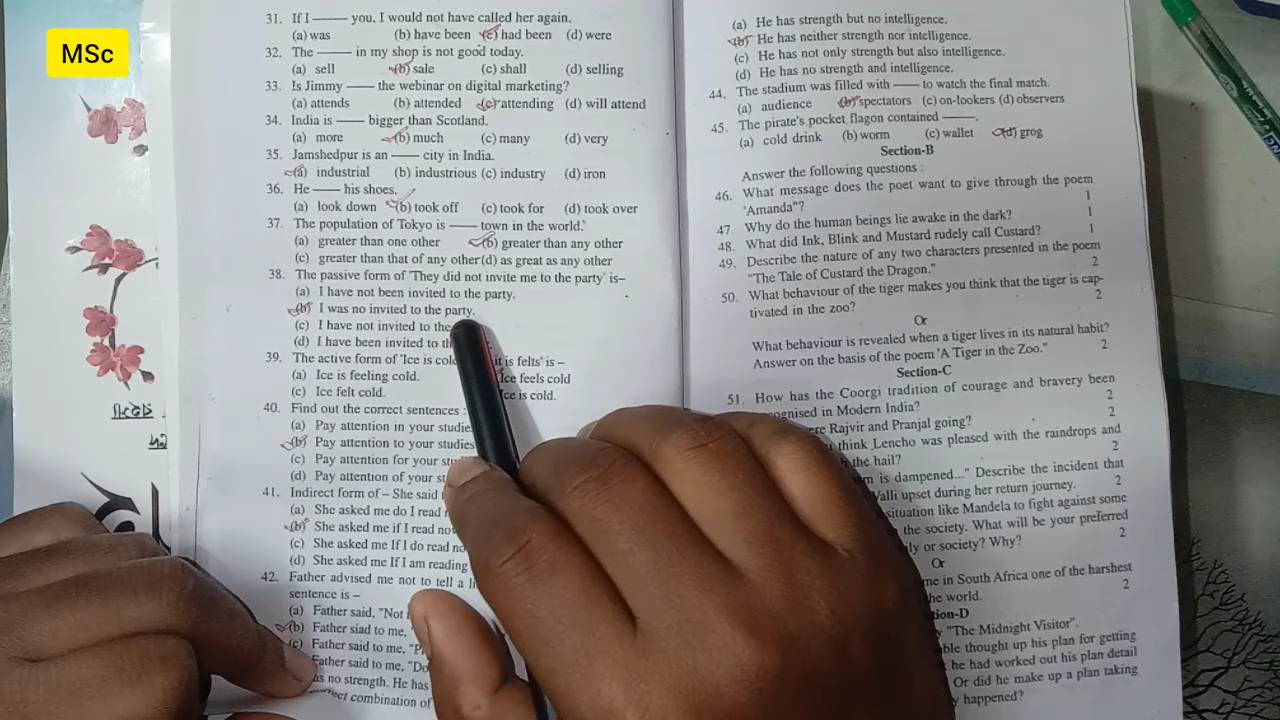 MSc
31. If I —— you, I would not have called her again.
(a) was (b) have been (c) had been (d) were
32. The —— in my shop is not good today.
(a) sell (b) sale (c) shall (d) selling
33. Is Jimmy —— the webinar on digital marketing?
(a) attends (b) attended (c) attending (d) will attend
34. India is —— bigger than Scotland.
(a) more (b) much (c) many (d) very
35. Jamshedpur is an —— city in India.
(a) industrial (b) industrious (c) industry (d) iron
36. He —— his shoes.
(a) look down (b) took off (c) took for (d) took over
37. The population of Tokyo is —— town in the world.
(a) greater than one other (b) greater than any other
(c) greater than that of any other (d) as great as any other
38. The passive form of 'They did not invite me to the party' is–
(a) I have not been invited to the party.
(b) I was no invited to the party.
(c) I have not invited to the
(d) I have been invited to
39. The active form of 'Ice is it is felts' is –
(a) Ice is feeling cold. Ice feels cold
(c) Ice felt cold. Ice is cold.
40. Find out the correct sentences :
(a) Pay attention in your studie
(b) Pay attention to your studies
(c) Pay attention for your
(d) Pay attention of your
41. Indirect form of – She said
(a) She asked me do I read
(b) She asked me if I read
(c) She asked me If I do read
(d) She asked me If I am reading
42. Father advised me not to tell a
sentence is –
(a) Father said, "Not
(b) Father siad to me,
(c) Father said to me,
Father said to me, "Do
as no strength. He has
rect combination of
(a) He has strength but no intelligence.
(b) He has neither strength nor intelligence.
(c) He has not only strength but also intelligence.
(d) He has no strength and intelligence.
44. The stadium was filled with —— to watch the final match.
(a) audience (b) spectators (c) on-lookers (d) observers
45. The pirate's pocket flagon contained ——.
(a) cold drink (b) worm (c) wallet (d) grog
Section-B
Answer the following questions :
46. What message does the poet want to give through the poem
'Amanda"? 1
47. Why do the human beings lie awake in the dark? 1
48. What did Ink, Blink and Mustard rudely call Custard? 1
49. Describe the nature of any two characters presented in the poem
"The Tale of Custard the Dragon." 2
50. What behaviour of the tiger makes you think that the tiger is cap-
tivated in the zoo? 2
Or
What behaviour is revealed when a tiger lives in its natural habit?
Answer on the basis of the poem 'A Tiger in the Zoo." 2
Section-C
51. How has the Coorgi tradition of courage and bravery been
ognised in Modern India? 2
re Rajvir and Pranjal going? 2
think Lencho was pleased with the raindrops and
the hail? 2
m is dampened..." Describe the incident that
Valli upset during her return journey. 2
situation like Mandela to fight against some
the society. What will be your preferred
ly or society? Why? 2
Or
me in South Africa one of the harshest
he world. 2
tion-D
"The Midnight Visitor".
ble thought up his plan for getting
he had worked out his plan detail
Or did he make up a plan taking
y happened?